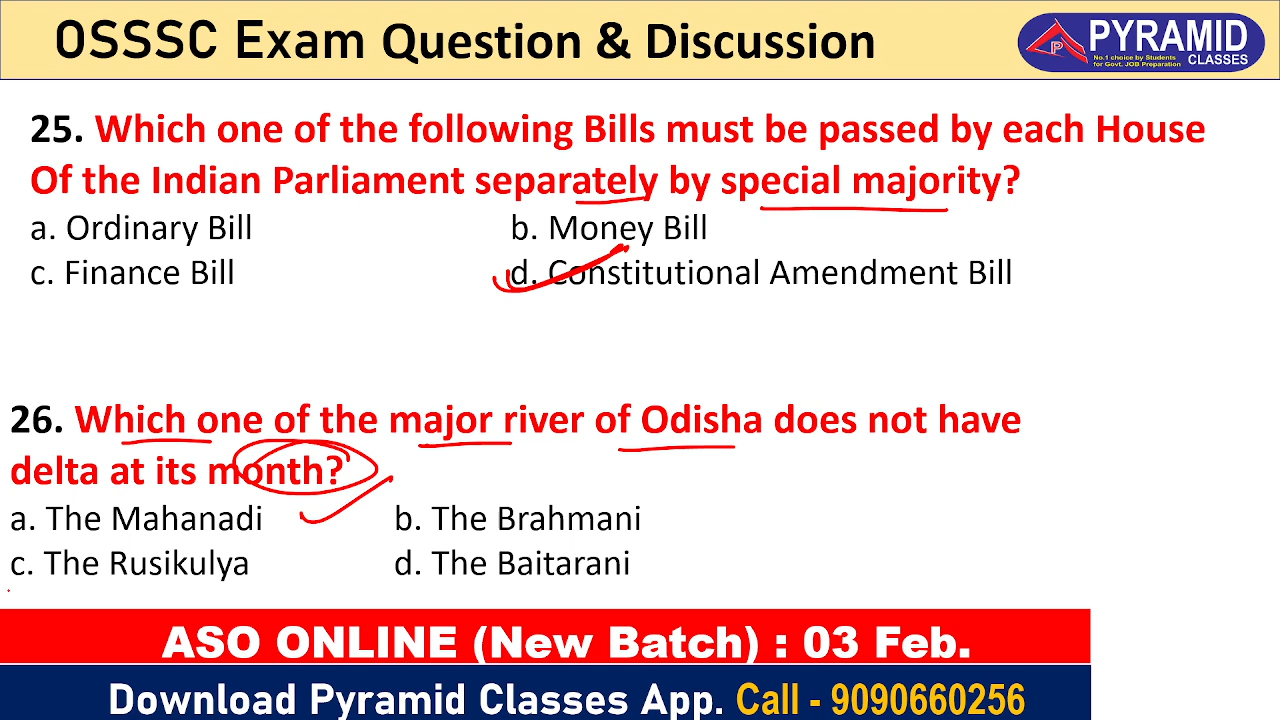 OSSSC Exam Question & Discussion
PYRAMID
CLASSES
No.1 choice by Students
for Govt. JOB Preparation
25. Which one of the following Bills must be passed by each House
Of the Indian Parliament separately by special majority?
a. Ordinary Bill b. Money Bill
c. Finance Bill d. Constitutional Amendment Bill
26. Which one of the major river of Odisha does not have
delta at its month?
a. The Mahanadi b. The Brahmani
c. The Rusikulya d. The Baitarani
ASO ONLINE (New Batch) : 03 Feb.
Download Pyramid Classes App. Call - 9090660256